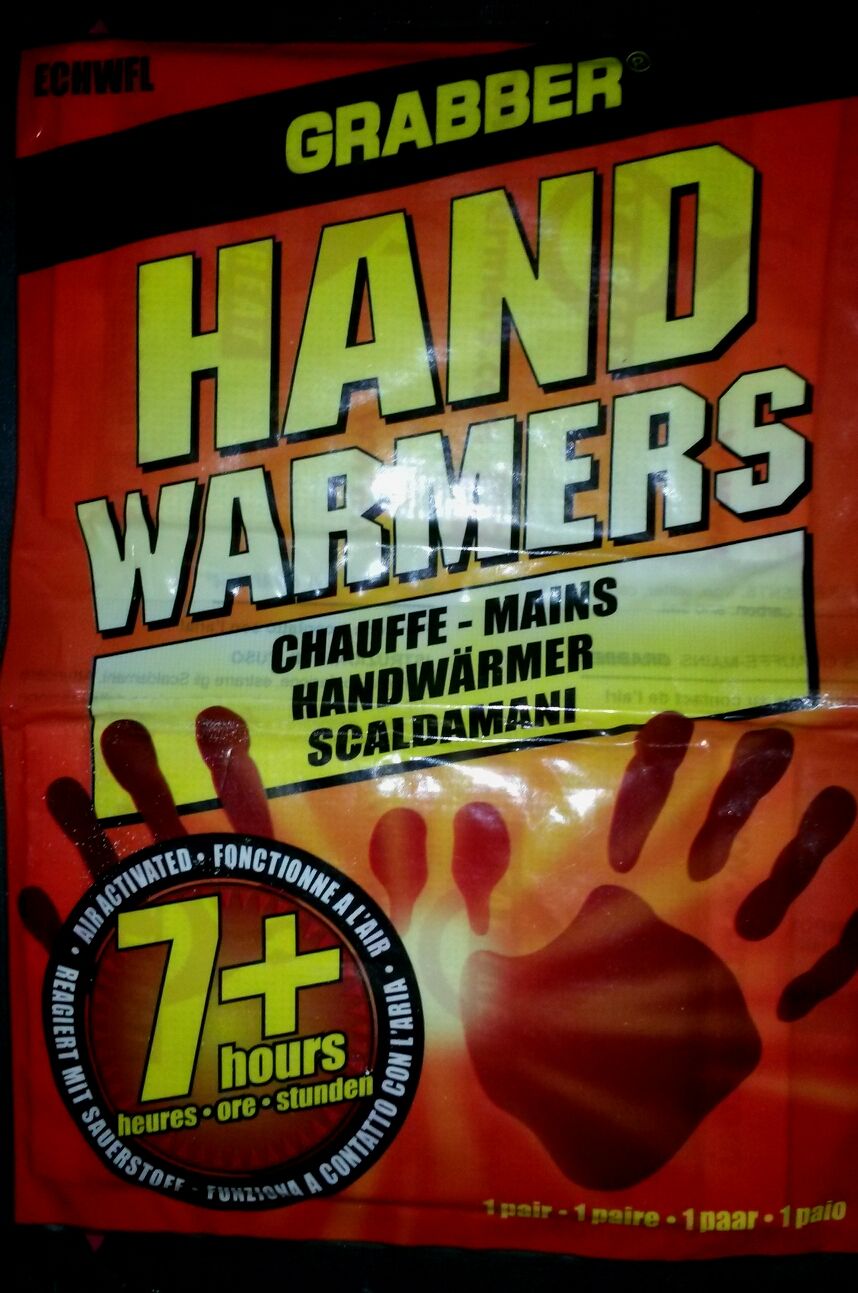 ECHWFL
GRABBER®
HAND
WARMERS
CHAUFFE - MAINS
HANDWÄRMER
SCALDAMANI
• AIR ACTIVATED • FONCTIONNE A L'AIR •
REAGIERT MIT SAUERSTOFF - FUNZIONA A CONTATTO CON L'ARIA
7+
hours
heures • ore • stunden
1 pair - 1 paire • 1 paar • 1 paio